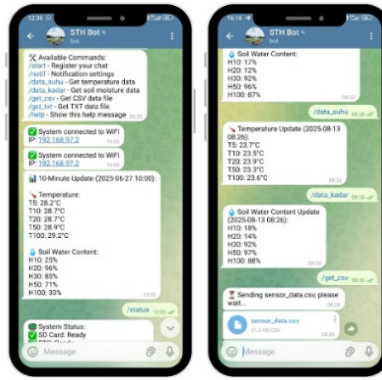 12:36
STH Bot
🛠 Available Commands:
/start - Register your chat
/notif - Notification settings
/data_suhu - Get temperature data
/data_kadar - Get soil moisture data
/get_csv - Get CSV data file
/get_txt - Get TXT data file
/help - Show this help message
✅ System connected to WiFi
IP: 192.168.97.2
✅ System connected to WiFi
IP: 192.168.97.2
📊 10-Minute Update (2025-06-27 10:00)
🌡 Temperature:
T5: 28.2°C
T10: 28.7°C
T20: 28.7°C
T50: 28.9°C
T100: 29.2°C
💧 Soil Water Content:
H10: 25%
H20: 96%
H30: 85%
H50: 71%
H100: 33%
/status
System Status:
✅ SD Card: Ready
Message
16:16
STH Bot
💧 Soil Water Content:
H10: 17%
H20: 12%
H30: 92%
H50: 96%
H100: 87%
/data_suhu
🌡 Temperature Update (2025-08-13
08:26):
T5: 23.7°C
T10: 23.5°C
T20: 23.9°C
T50: 23.3°C
T100: 23.6°C
/data_kadar
💧 Soil Water Content Update
(2025-08-13 08:26):
H10: 18%
H20: 14%
H30: 92%
H50: 97%
H100: 88%
/get_csv
⏳ Sending sensor_data.csv, please
wait...
sensor_data.csv
Message